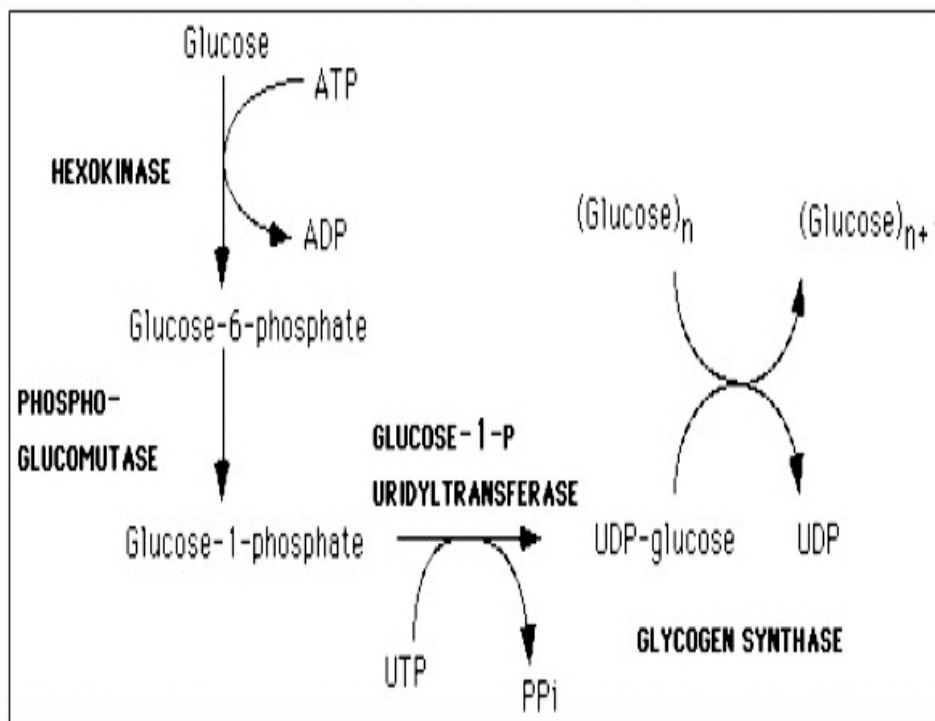 Glucose
ATP
HEXOKINASE
ADP
Glucose-6-phosphate
PHOSPHO-
GLUCOMUTASE
Glucose-1-phosphate
GLUCOSE-1-P
URIDYLTRANSFERASE
UTP
PPi
(Glucose)n
(Glucose)n+
UDP-glucose
UDP
GLYCOGEN SYNTHASE